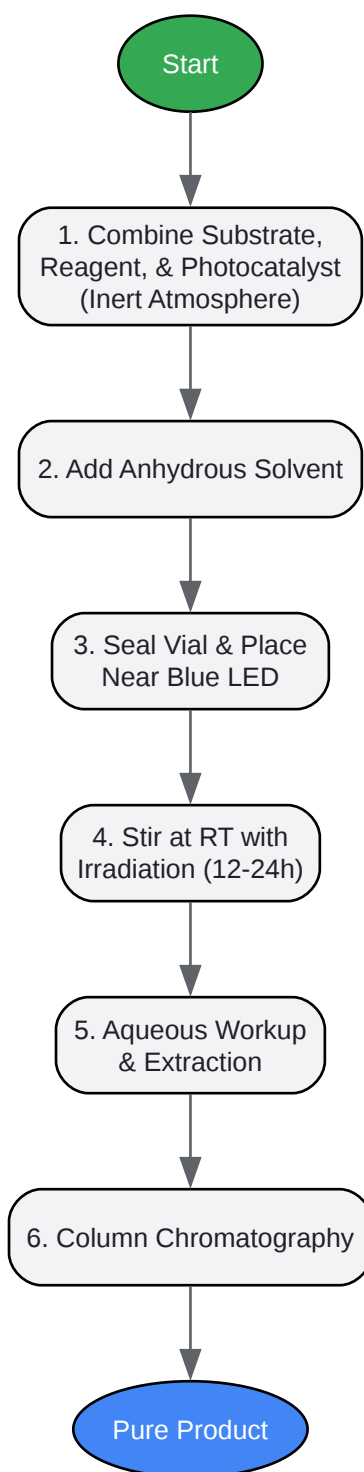 Start
1. Combine Substrate,
Reagent, & Photocatalyst
(Inert Atmosphere)
2. Add Anhydrous Solvent
3. Seal Vial & Place
Near Blue LED
4. Stir at RT with
Irradiation (12-24h)
5. Aqueous Workup
& Extraction
6. Column Chromatography
Pure Product